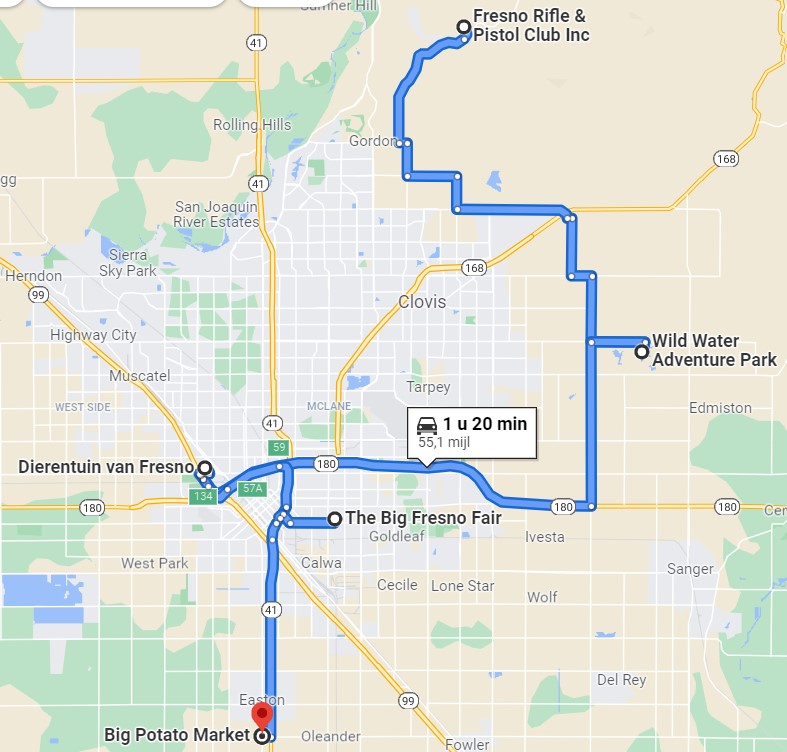 Sumner Hill
Fresno Rifle &
Pistol Club Inc
41
Rolling Hills
Gordon
168
gg
41
San Joaquin
River Estates
Sierra
Sky Park
Herndon
168
99
Clovis
Highway City
Wild Water
Adventure Park
Muscatel
Tarpey
WEST SIDE
MCLANE
Edmiston
41
1 u 20 min
55,1 mijl
59
Dierentuin van Fresno
180
57A
134
180
180
180
Cen
The Big Fresno Fair
Goldleaf
Ivesta
West Park
Calwa
Sanger
Cecile
Lone Star
Wolf
41
Del Rey
Easton
99
Big Potato Market
Oleander
Fowler